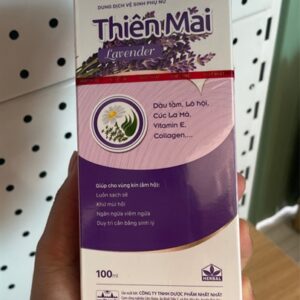 DUNG DỊCH VỆ SINH PHỤ NỮ
Thiên Mai
Lavender
Dâu tằm, Lô hội,
Cúc La Mã,
Vitamin E,
Collagen,...
Giúp cho vùng kín (âm hộ):
Luôn sạch sẽ
Khử mùi hôi
Ngăn ngừa viêm ngứa
Duy trì cân bằng sinh lý
100ml
HERBAL
CÔNG TY TNHH DƯỢC PHẨM NHẤT NHẤT